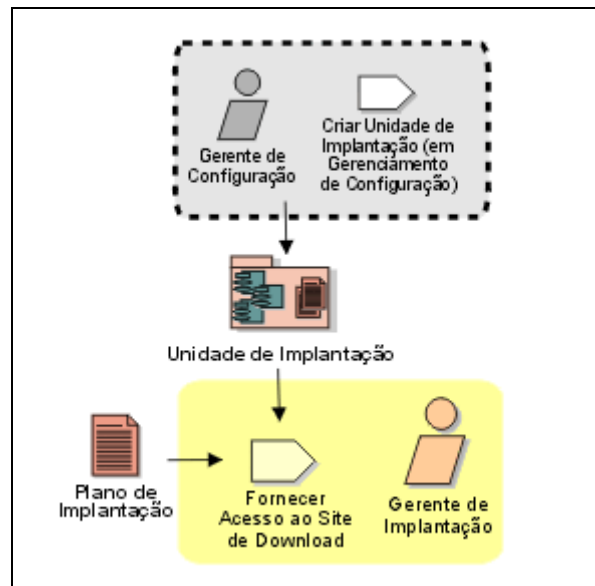 Gerente de
Configuração
Criar Unidade de
Implantação (em
Gerenciamento
de Configuração)
Unidade de Implantação
Plano de
Implantação
Fornecer
Acesso ao Site
de Download
Gerente de
Implantação